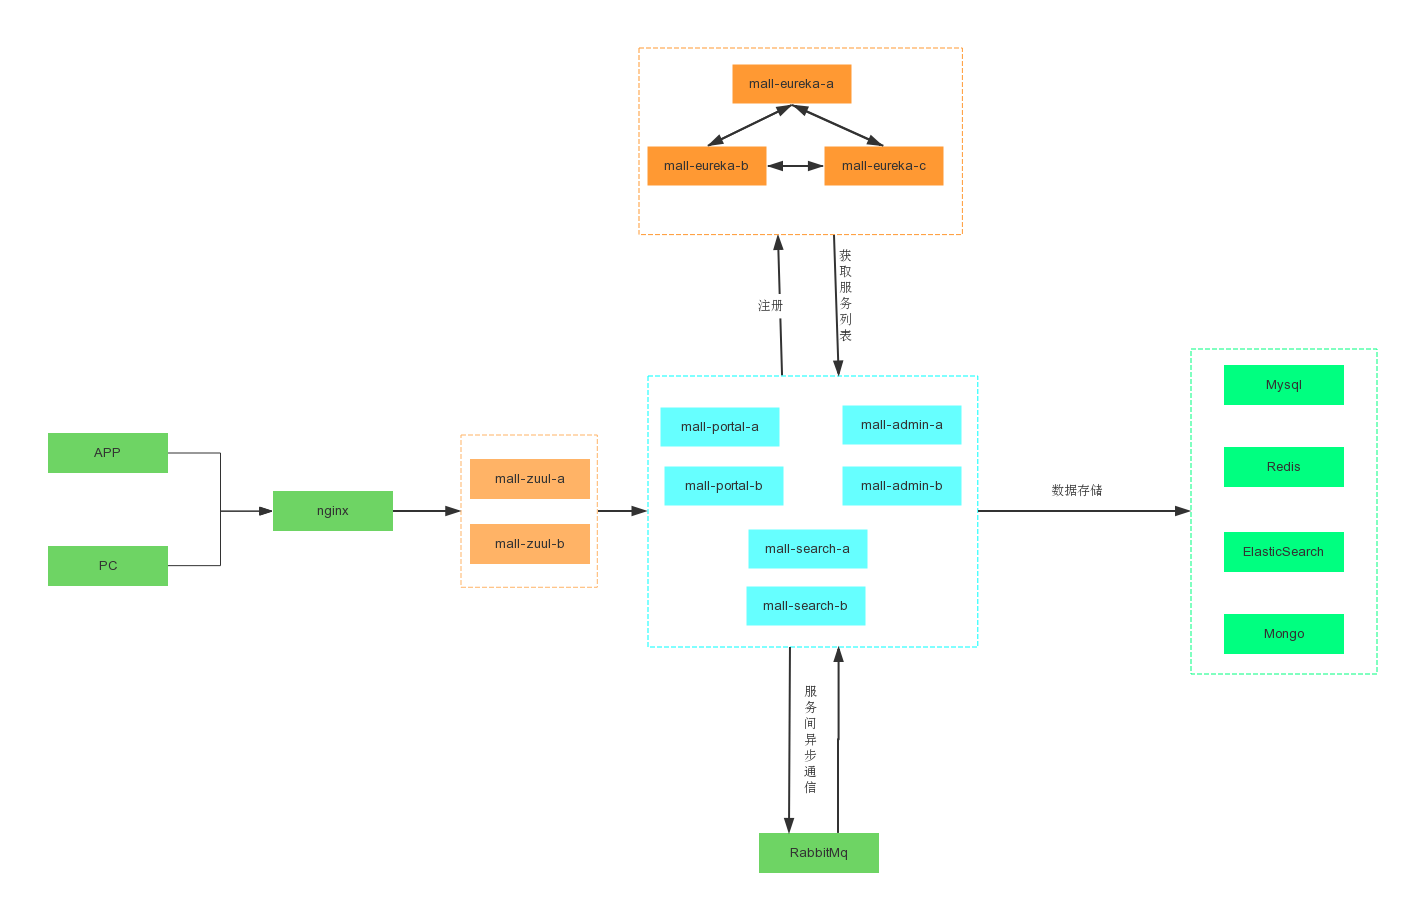 mall-eureka-a
mall-eureka-b
mall-eureka-c
注册
获取服务列表
APP
PC
nginx
mall-zuul-a
mall-zuul-b
mall-portal-a
mall-admin-a
mall-portal-b
mall-admin-b
mall-search-a
mall-search-b
数据存储
Mysql
Redis
ElasticSearch
Mongo
服务间异步通信
RabbitMq